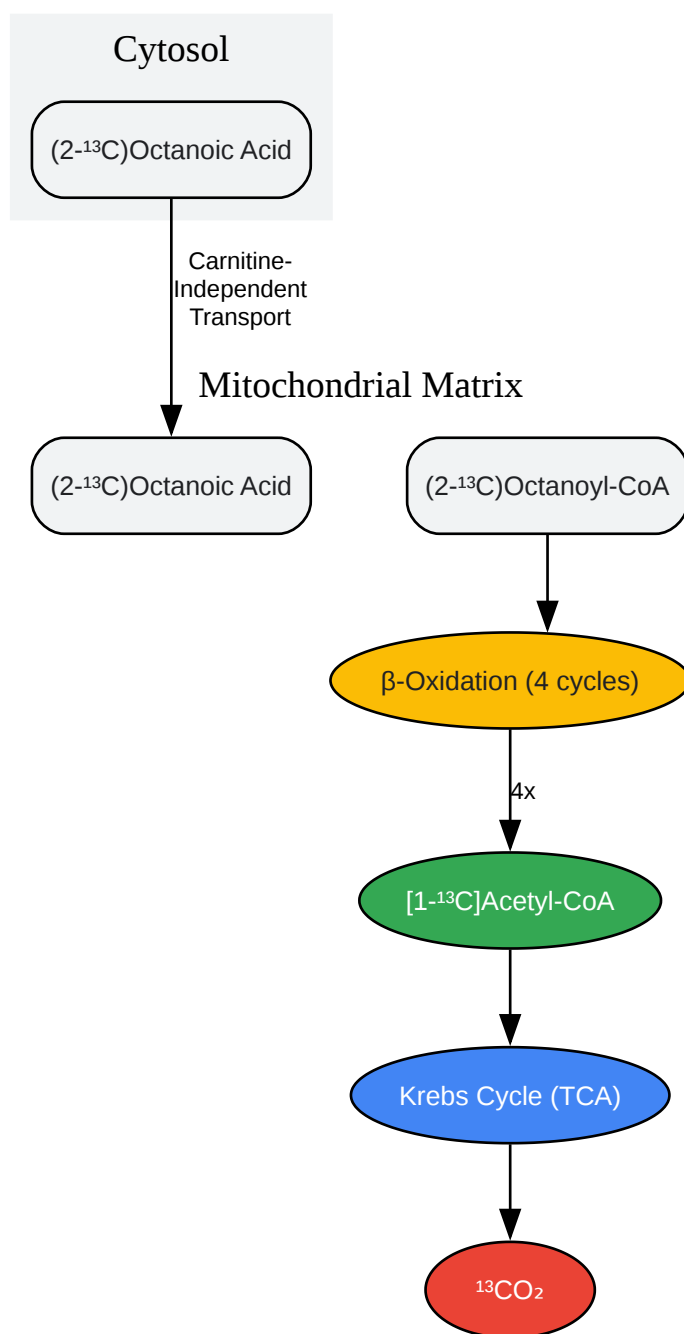 Cytosol
(2-¹³C)Octanoic Acid
Carnitine-
Independent
Transport
Mitochondrial Matrix
(2-¹³C)Octanoic Acid
(2-¹³C)Octanoyl-CoA
β-Oxidation (4 cycles)
4x
[1-¹³C]Acetyl-CoA
Krebs Cycle (TCA)
¹³CO₂